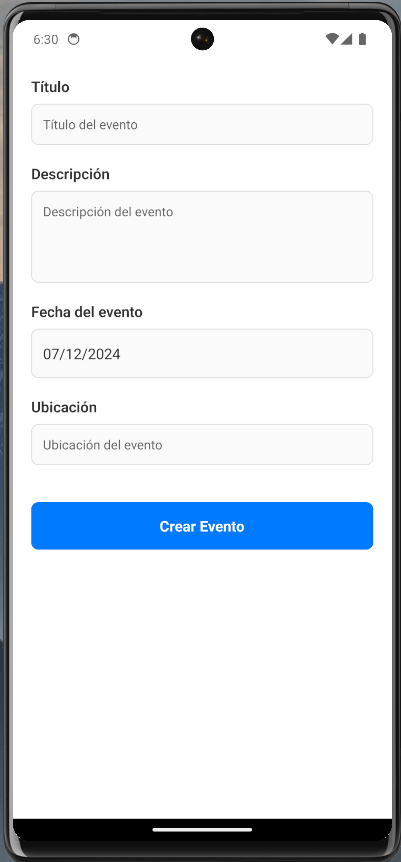 6:30
Título
Título del evento
Descripción
Descripción del evento
Fecha del evento
07/12/2024
Ubicación
Ubicación del evento
Crear Evento